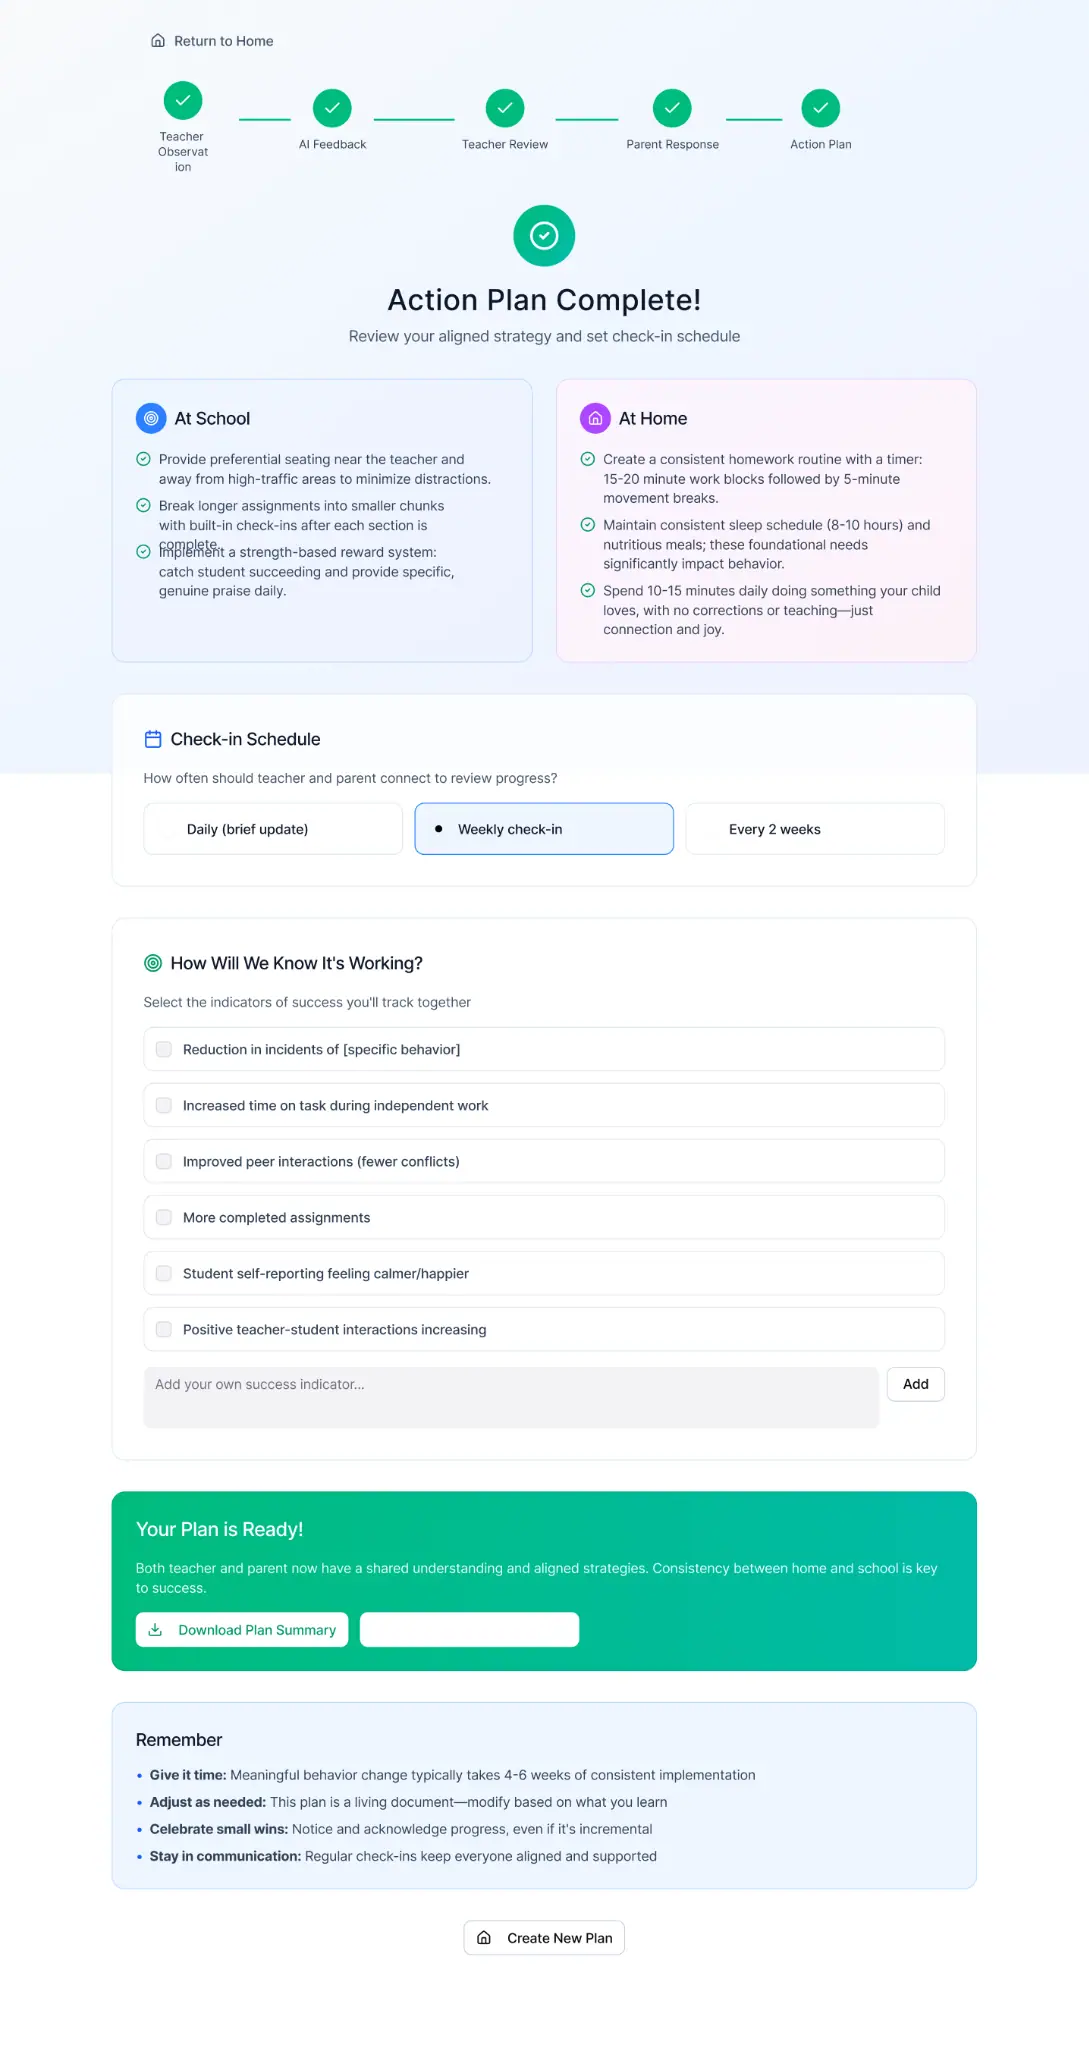 Return to Home
Teacher
Observat
ion
AI Feedback
Teacher Review
Parent Response
Action Plan
Action Plan Complete!
Review your aligned strategy and set check-in schedule
At School
Provide preferential seating near the teacher and
away from high-traffic areas to minimize distractions.
Break longer assignments into smaller chunks
with built-in check-ins after each section is
complete.
Implement a strength-based reward system:
catch student succeeding and provide specific,
genuine praise daily.
At Home
Create a consistent homework routine with a timer:
15-20 minute work blocks followed by 5-minute
movement breaks.
Maintain consistent sleep schedule (8-10 hours) and
nutritious meals; these foundational needs
significantly impact behavior.
Spend 10-15 minutes daily doing something your child
loves, with no corrections or teaching—just
connection and joy.
Check-in Schedule
How often should teacher and parent connect to review progress?
Daily (brief update)
Weekly check-in
Every 2 weeks
How Will We Know It's Working?
Select the indicators of success you'll track together
Reduction in incidents of [specific behavior]
Increased time on task during independent work
Improved peer interactions (fewer conflicts)
More completed assignments
Student self-reporting feeling calmer/happier
Positive teacher-student interactions increasing
Add your own success indicator...
Add
Your Plan is Ready!
Both teacher and parent now have a shared understanding and aligned strategies. Consistency between home and school is key
to success.
Download Plan Summary
Remember
• Give it time: Meaningful behavior change typically takes 4-6 weeks of consistent implementation
• Adjust as needed: This plan is a living document—modify based on what you learn
• Celebrate small wins: Notice and acknowledge progress, even if it's incremental
• Stay in communication: Regular check-ins keep everyone aligned and supported
Create New Plan